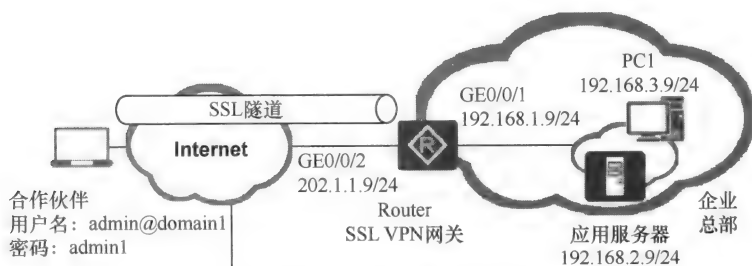 PC1
192.168.3.9/24
SSL隧道
GE0/0/1
192.168.1.9/24
Internet
GE0/0/2
202.1.1.9/24
R
合作伙伴
用户名：admin@domain1
密码：admin1
Router
SSL VPN网关
应用服务器
192.168.2.9/24
企业
总部